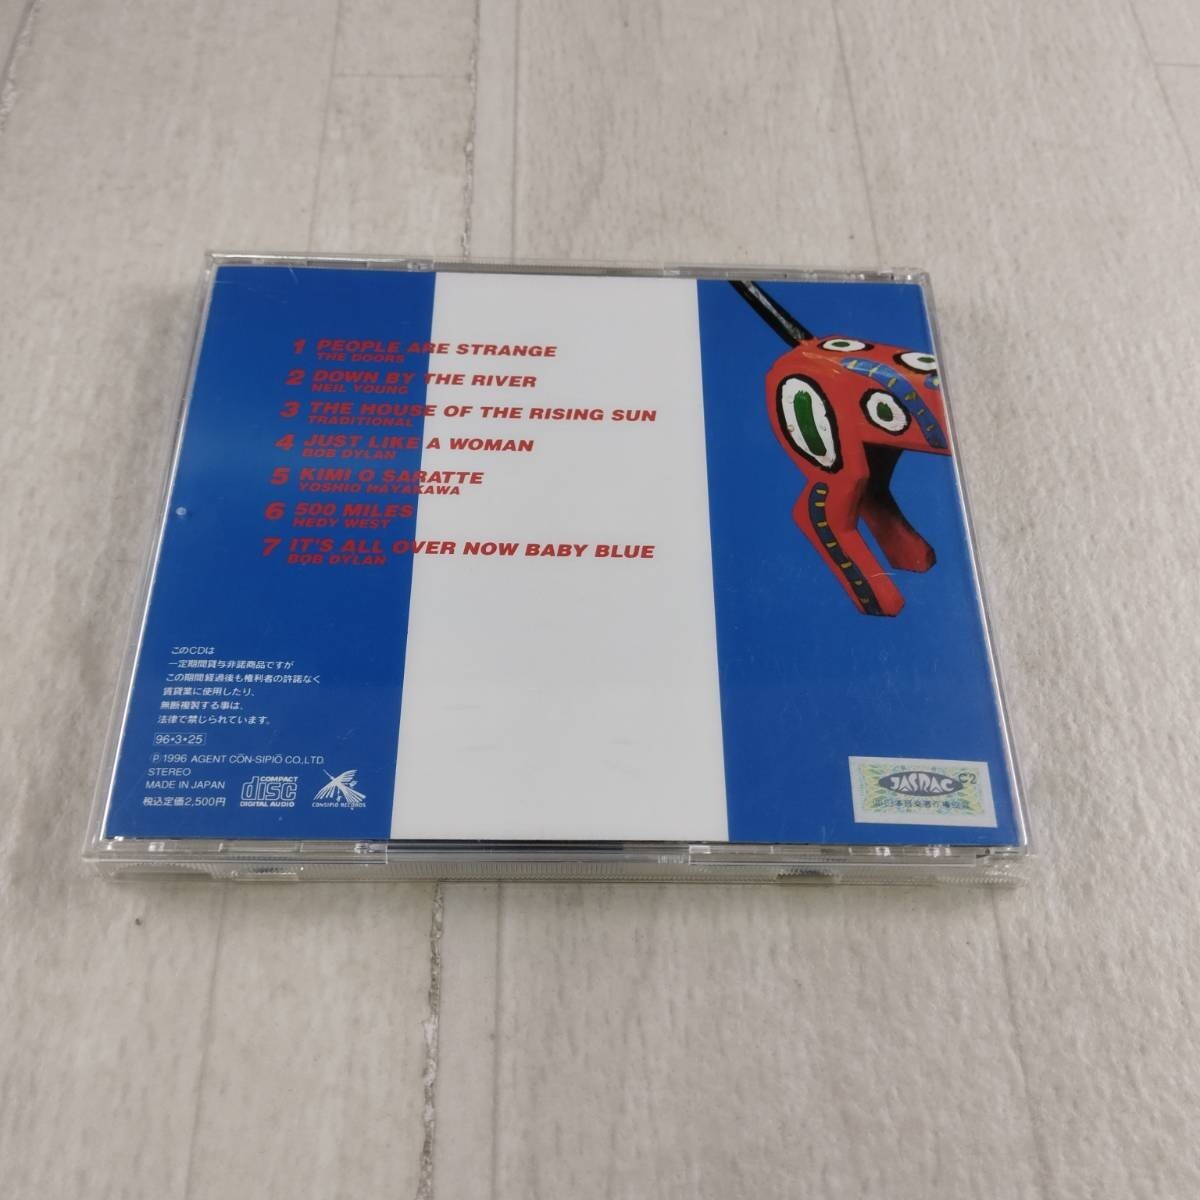 1 PEOPLE ARE STRANGE
THE DOORS
2 DOWN BY THE RIVER
NEIL YOUNG
3 THE HOUSE OF THE RISING SUN
TRADITIONAL
4 JUST LIKE A WOMAN
BOB DYLAN
5 KIMI O SARATTE
YOSHIO HAYAKAWA
6 500 MILES
HEDY WEST
7 IT'S ALL OVER NOW BABY BLUE
BOB DYLAN
このCDは
一定期間貸与非許諾商品ですが
この期間経過後も権利者の許諾なく
賃貸業に使用したり、
無断複製する事は、
法律で禁じられています。
96・3・25
Ⓟ1996 AGENT CŌN-SIPIŌ CO.,LTD.
STEREO
MADE IN JAPAN
税込定価2,500円
COMPACT
disc
DIGITAL AUDIO
CONSIPIO RECORDS
JASRAC C2